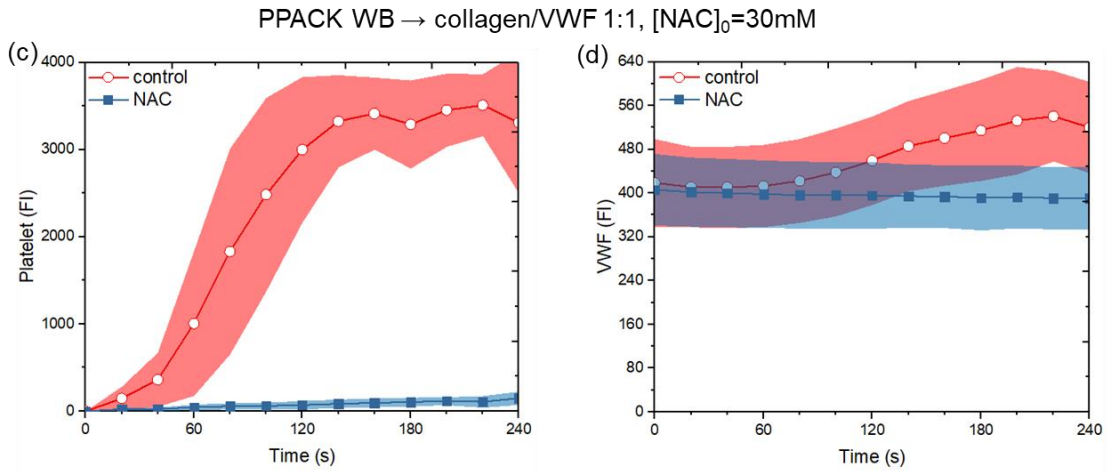 PPACK WB → collagen/VWF 1:1, [NAC]₀=30mM
(c)
control
NAC
Platelet (FI)
4000
3000
2000
1000
0
0 60 120 180 240
Time (s)
(d)
control
NAC
VWF (FI)
640
560
480
400
320
240
160
80
0
0 60 120 180 240
Time (s)